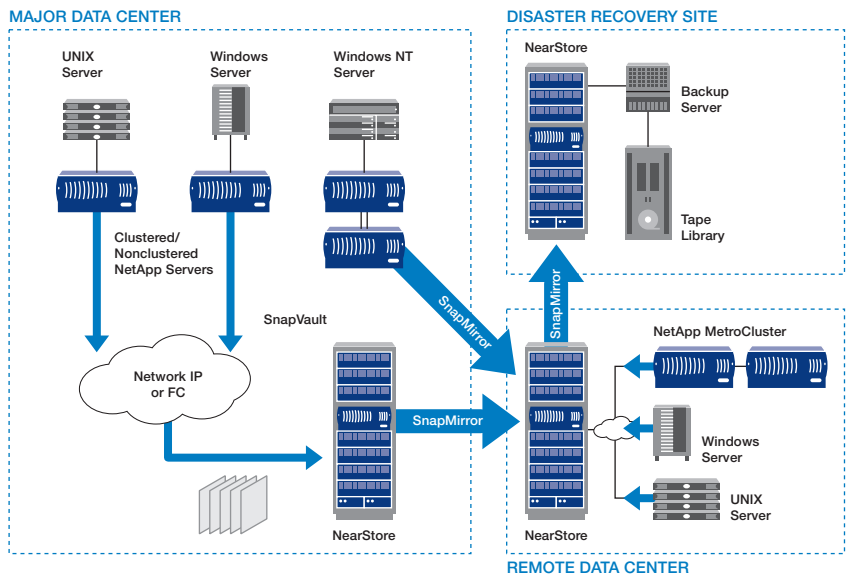 MAJOR DATA CENTER
UNIX
Server
Windows
Server
Windows NT
Server
Clustered/
Nonclustered
NetApp Servers
SnapVault
Network IP
or FC
NearStore
SnapMirror
SnapMirror
DISASTER RECOVERY SITE
NearStore
Backup
Server
Tape
Library
SnapMirror
NetApp MetroCluster
Windows
Server
UNIX
Server
NearStore
REMOTE DATA CENTER